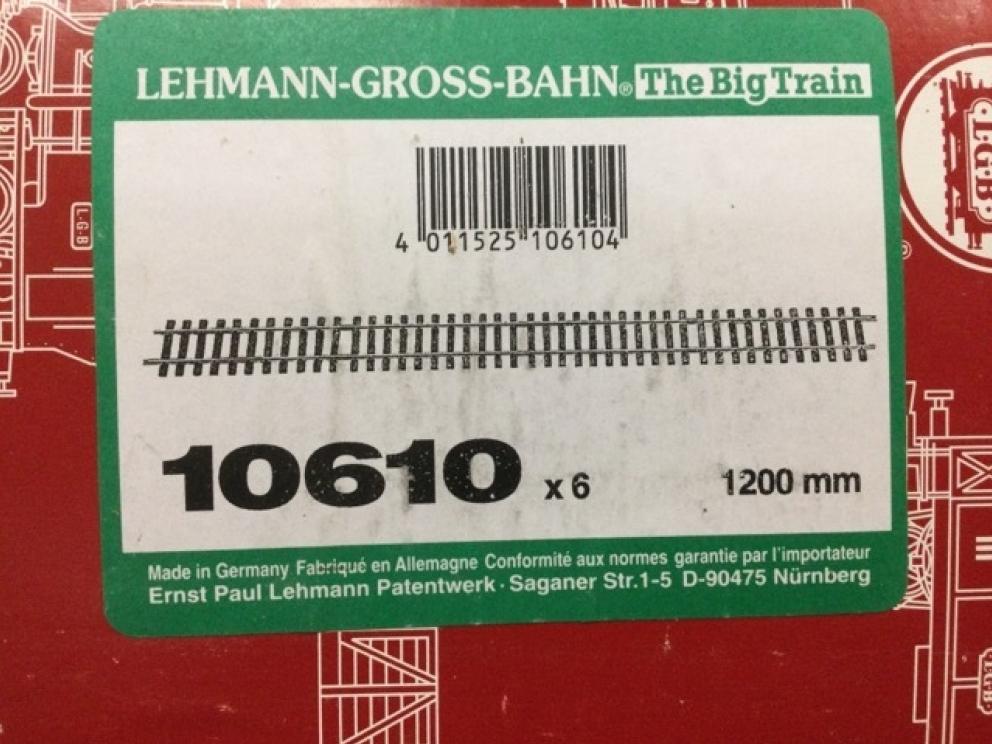 LEHMANN-GROSS-BAHN® The Big Train
L·G·B·
L·G·B
4 011525 106104
®
10610 x 6 1200 mm
Made in Germany Fabriqué en Allemagne Conformité aux normes garantie par l'importateur
Ernst Paul Lehmann Patentwerk · Saganer Str.1-5 D-90475 Nürnberg
L·G·B